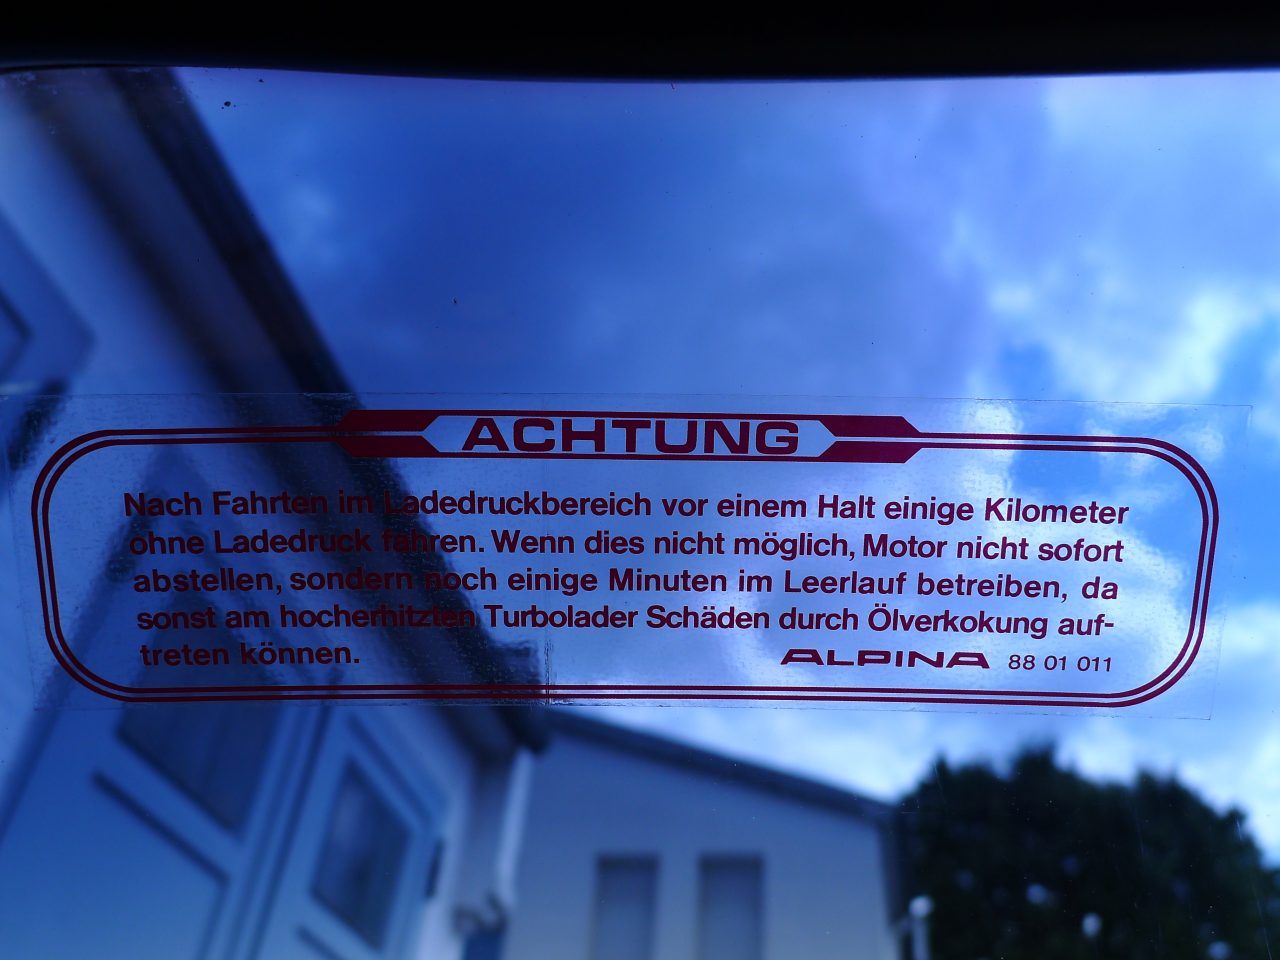 ACHTUNG
Nach Fahrten im Ladedruckbereich vor einem Halt einige Kilometer
ohne Ladedruck fahren. Wenn dies nicht möglich, Motor nicht sofort
abstellen, sondern noch einige Minuten im Leerlauf betreiben, da
sonst am hocherhitzten Turbolader Schäden durch Ölverkokung auf-
treten können.
ALPINA 88 01 011